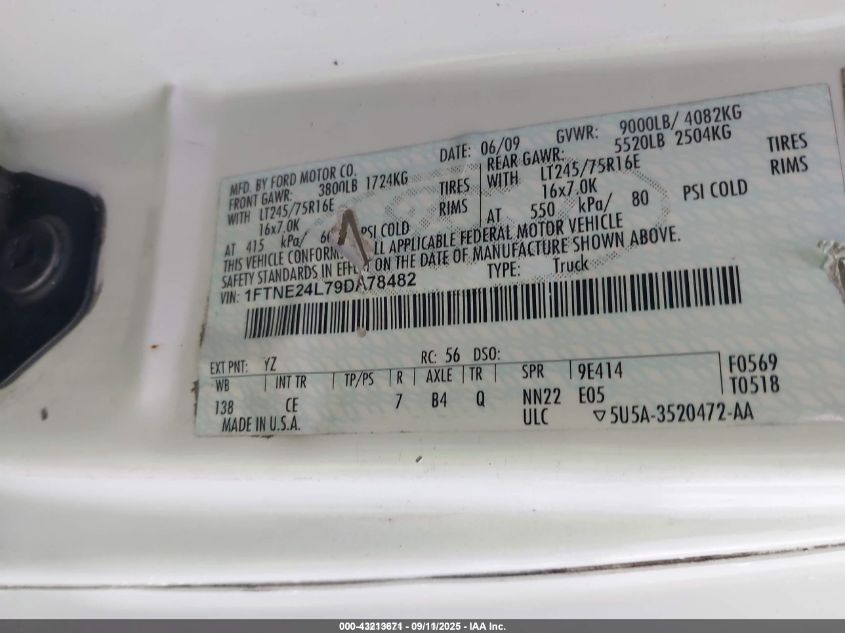 MFD. BY FORD MOTOR CO.
DATE: 06/09 GVWR: 9000LB/ 4082KG
FRONT GAWR: 3800LB 1724KG
REAR GAWR: 5520LB 2504KG
WITH LT245/75R16E TIRES
WITH LT245/75R16E TIRES
16x7.0K RIMS
16x7.0K RIMS
AT 415 kPa/ PSI COLD
AT 550 kPa/ 80 PSI COLD
THIS VEHICLE ALL APPLICABLE FEDERAL MOTOR VEHICLE
SAFETY STANDARDS IN ON THE DATE OF MANUFACTURE SHOWN ABOVE.
VIN: 1FTNE24L79DA78482 TYPE: Truck
EXT PNT: YZ RC: 56 DSO:
WB INT TR TP/PS R AXLE TR SPR 9E414 F0569
138 CE 7 B4 Q NN22 E05 T0518
MADE IN U.S.A. ULC ▽5U5A-3520472-AA
000-43213671 - 09/11/2025 - IAA Inc.